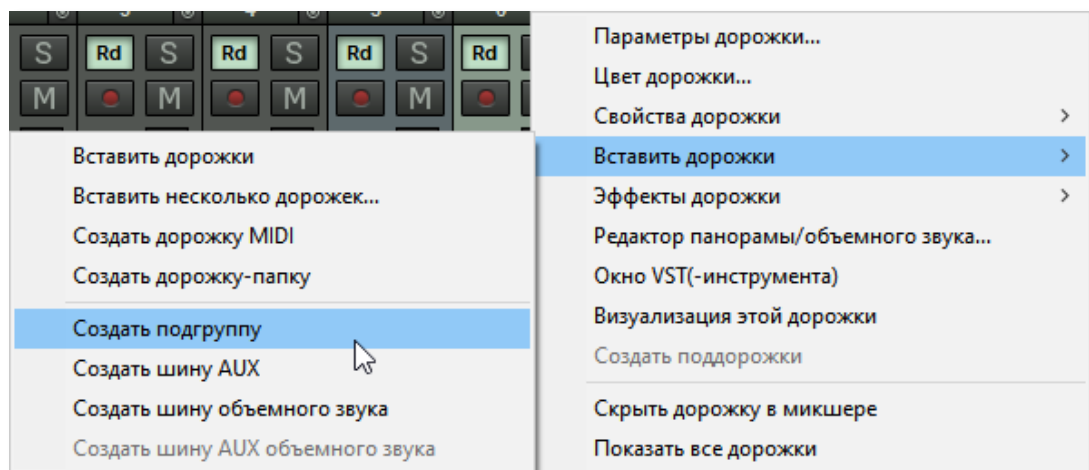 S Rd S Rd S Rd S Rd
M M M M
Параметры дорожки...
Цвет дорожки...
Свойства дорожки
Вставить дорожки
Эффекты дорожки
Редактор панорамы/объемного звука...
Окно VST(-инструмента)
Визуализация этой дорожки
Создать поддорожки
Скрыть дорожку в микшере
Показать все дорожки
Вставить дорожки
Вставить несколько дорожек...
Создать дорожку MIDI
Создать дорожку-папку
Создать подгруппу
Создать шину AUX
Создать шину объемного звука
Создать шину AUX объемного звука